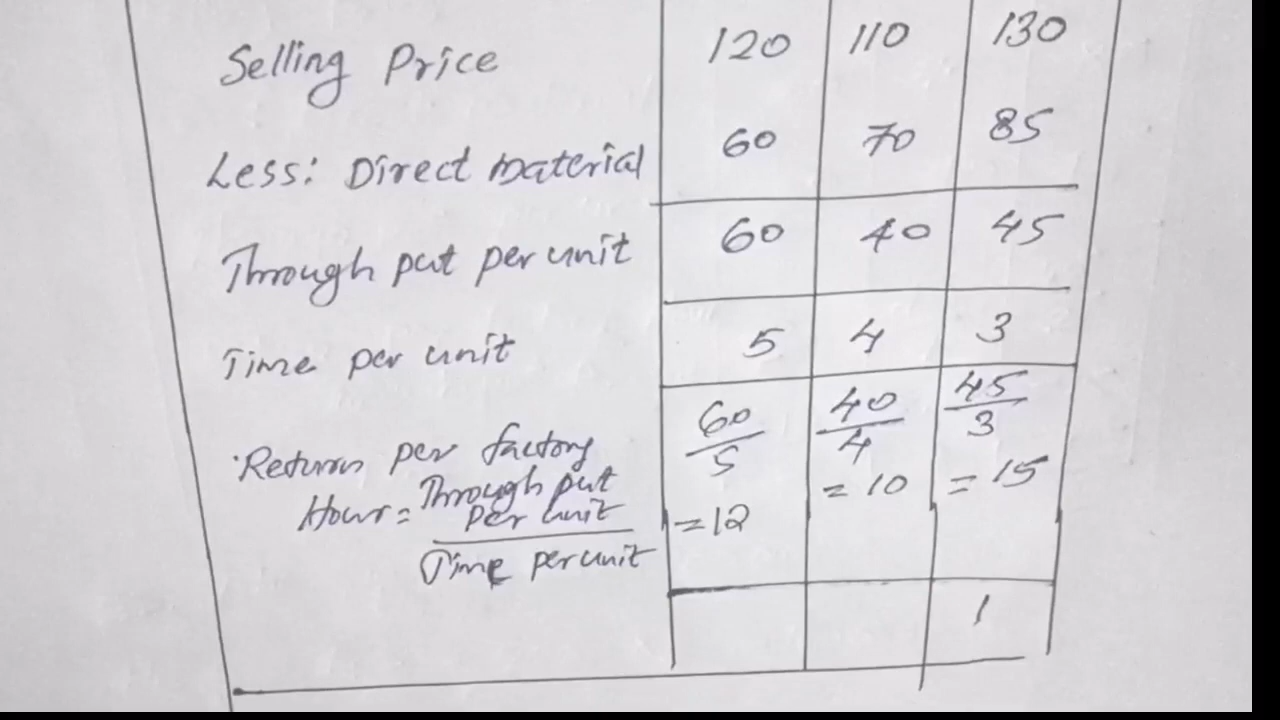 Selling Price 120 110 130
Less: Direct material 60 70 85
Through put per unit 60 40 45
Time per unit 5 4 3
Return per factory 60/5 40/4 45/3
Hour = Through put per unit / Time per unit = 12 = 10 = 15
1